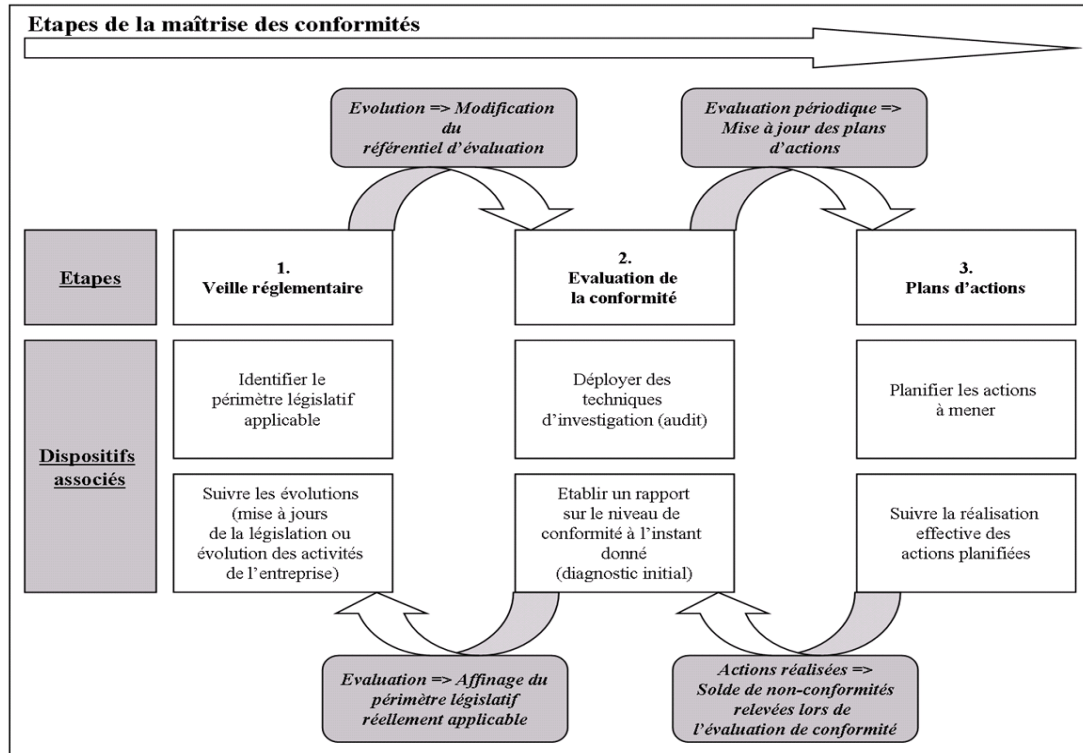 Etapes de la maîtrise des conformités
Evolution => Modification
du
référentiel d'évaluation
Evaluation périodique =>
Mise à jour des plans
d'actions
Etapes
1.
Veille réglementaire
2.
Evaluation de
la conformité
3.
Plans d'actions
Dispositifs
associés
Identifier le
périmètre législatif
applicable
Déployer des
techniques
d'investigation (audit)
Planifier les actions
à mener
Suivre les évolutions
(mise à jours
de la législation ou
évolution des activités
de l'entreprise)
Etablir un rapport
sur le niveau de
conformité à l'instant
donné
(diagnostic initial)
Suivre la réalisation
effective des
actions planifiées
Evaluation => Affinage du
périmètre législatif
réellement applicable
Actions réalisées =>
Solde de non-conformités
relevées lors de
l'évaluation de conformité